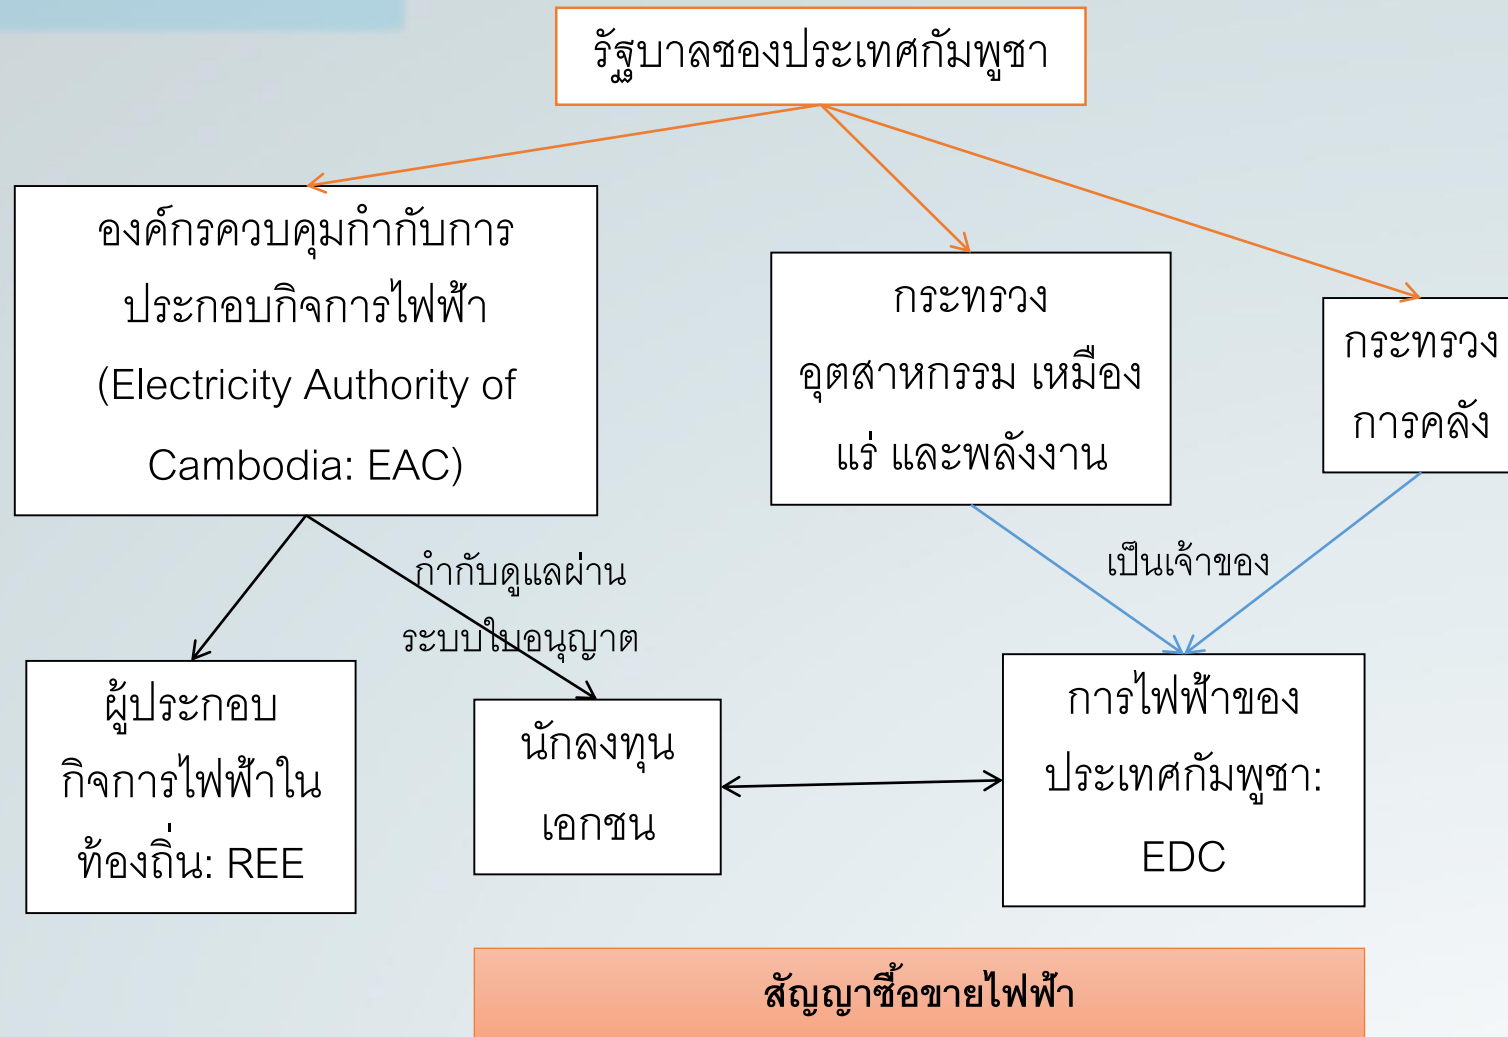 รัฐบาลชองประเทศกัมพูชา
องค์กรควบคุมกำกับการ
ประกอบกิจการไฟฟ้า
(Electricity Authority of
Cambodia: EAC)
กระทรวง
อุตสาหกรรม เหมือง
แร่ และพลังงาน
กระทรวง
การคลัง
กำกับดูแลผ่าน
ระบบใบอนุญาต
เป็นเจ้าของ
ผู้ประกอบ
กิจการไฟฟ้าใน
ท้องถิ่น: REE
นักลงทุน
เอกชน
การไฟฟ้าของ
ประเทศกัมพูชา:
EDC
สัญญาซื้อขายไฟฟ้า